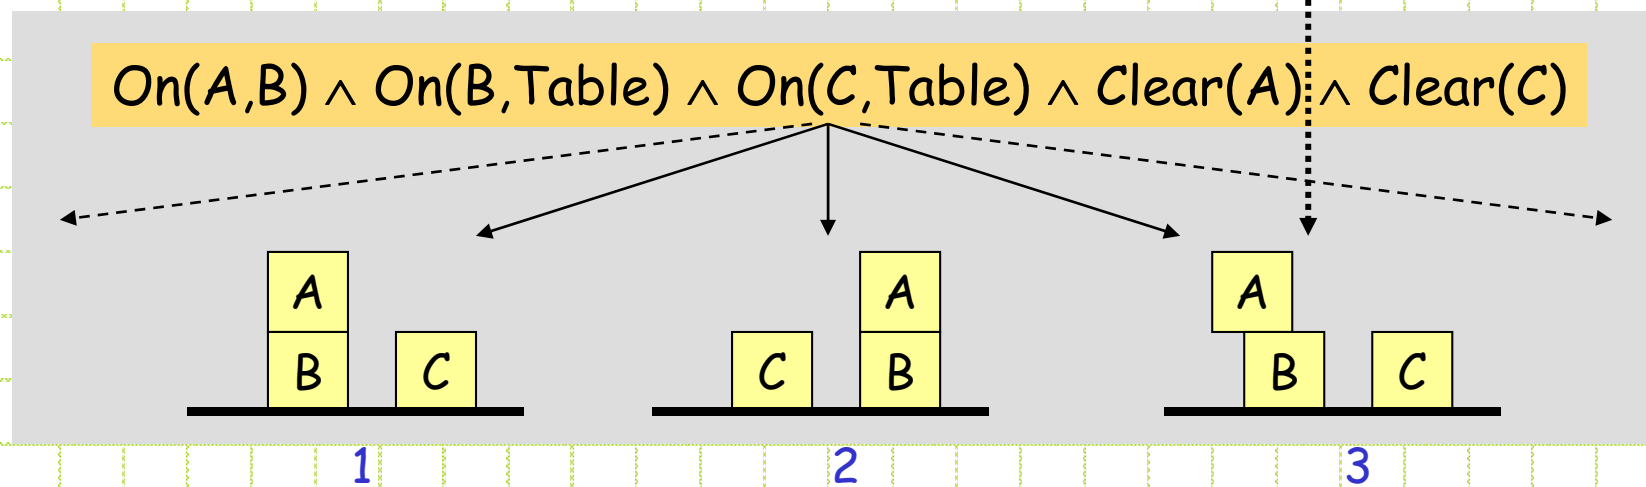 On(A,B) ∧ On(B,Table) ∧ On(C,Table) ∧ Clear(A) ∧ Clear(C)
A A A
B C C B B C
1 2 3